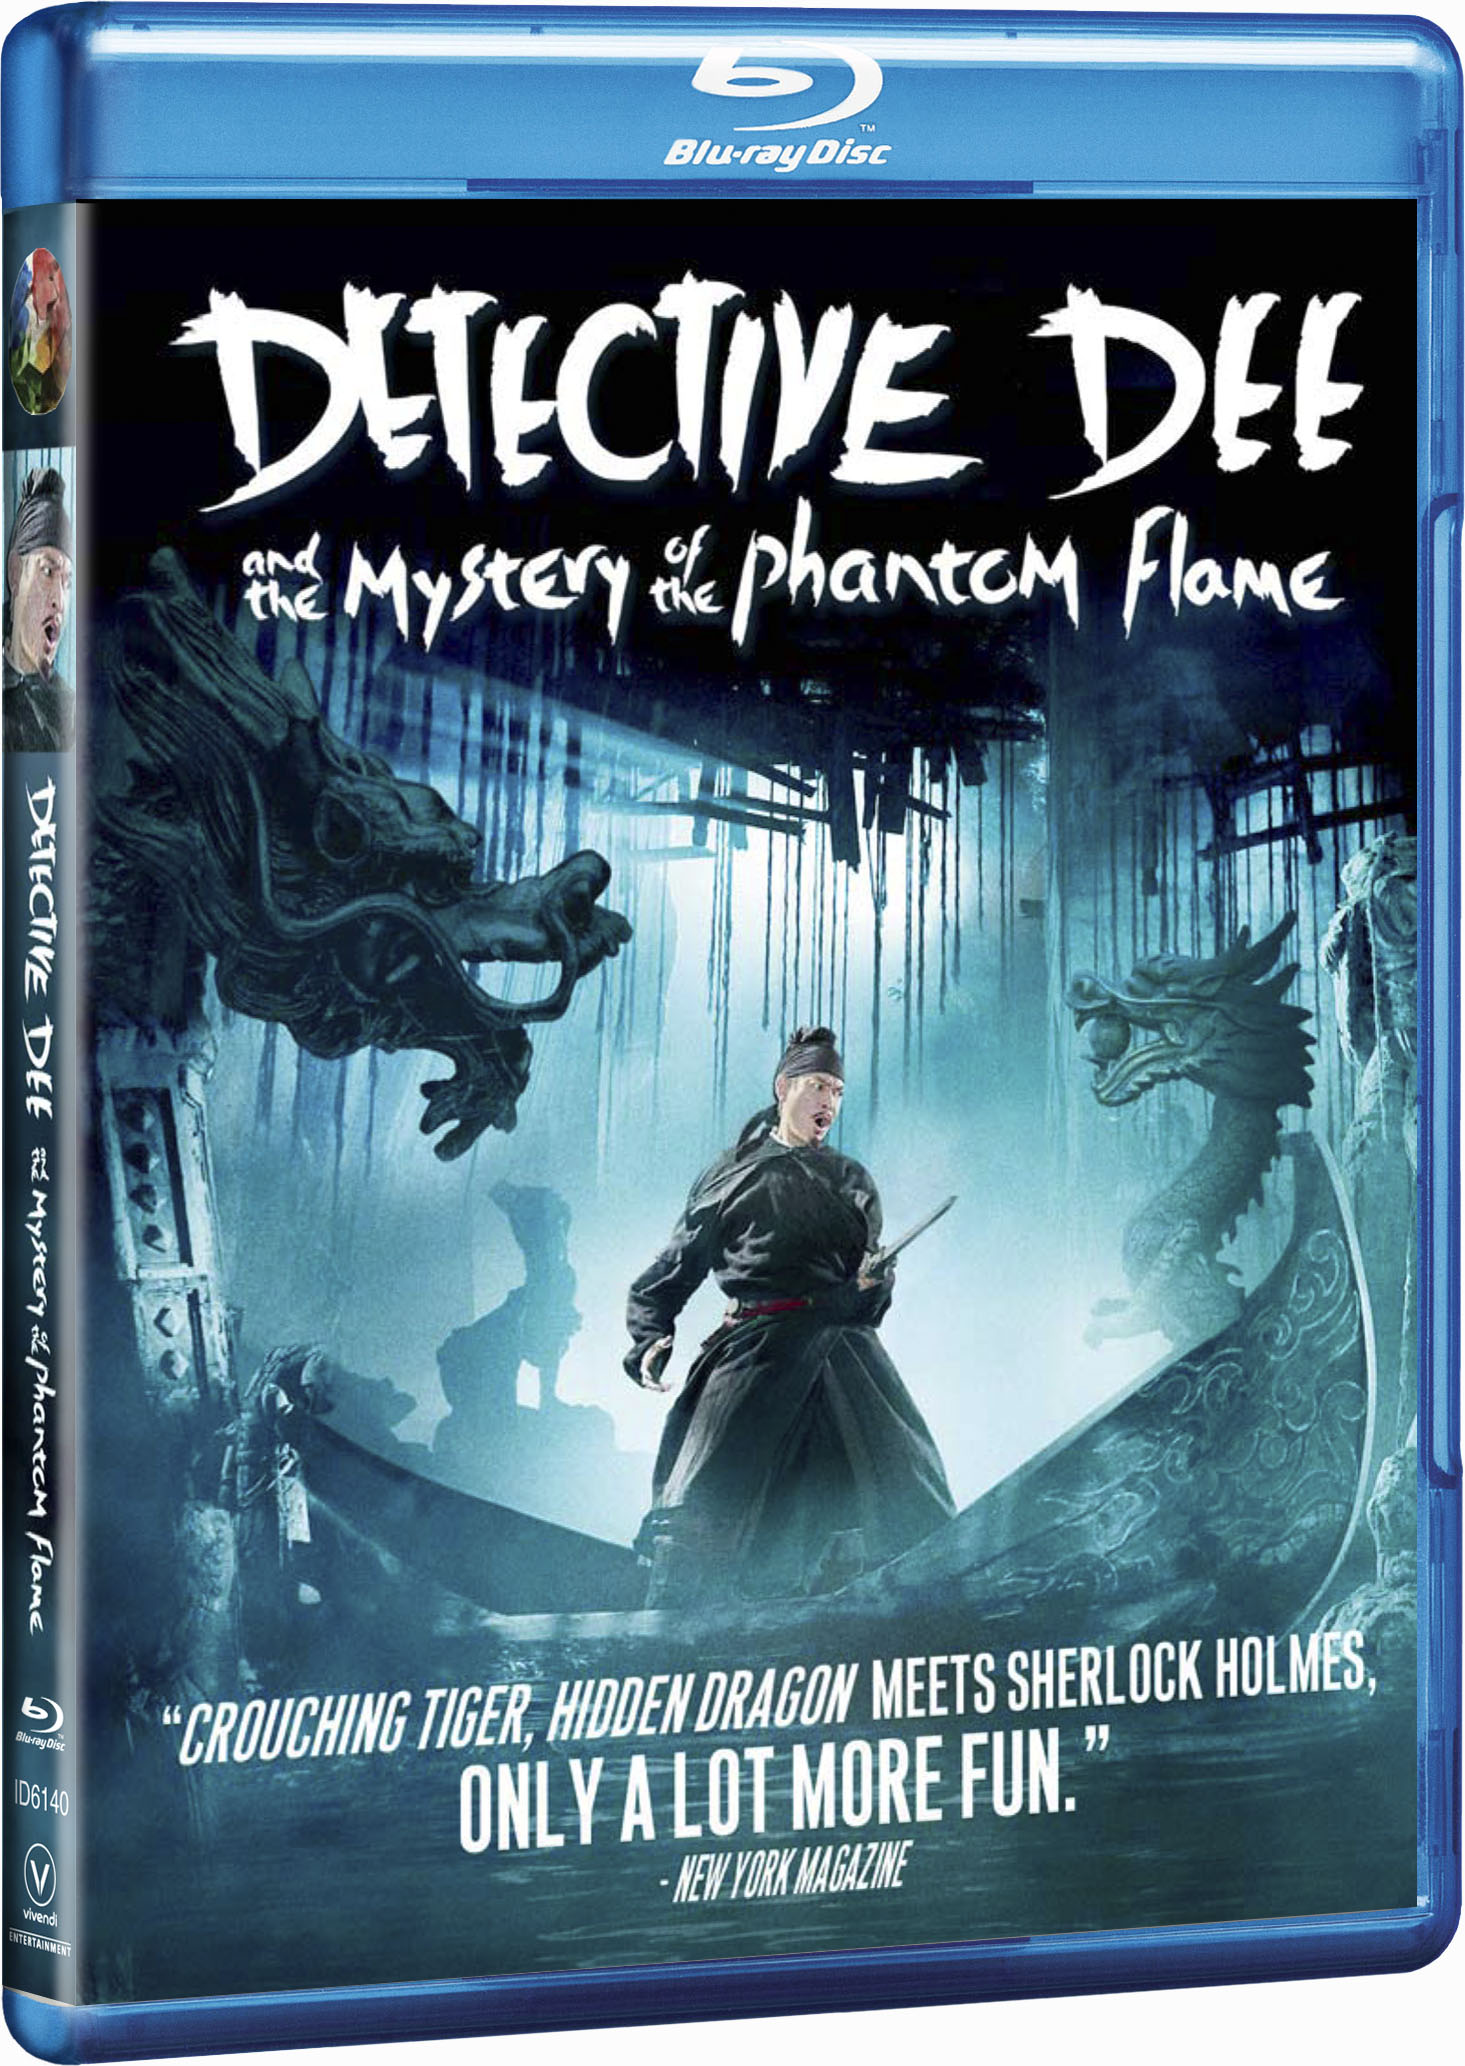 Blu-ray Disc™
DETECTIVE DEE
and the Mystery of the Phantom Flame
“CROUCHING TIGER, HIDDEN DRAGON MEETS SHERLOCK HOLMES,
ONLY A LOT MORE FUN.”
- NEW YORK MAGAZINE
DETECTIVE DEE and the Mystery of the Phantom Flame
Blu-ray Disc™
ID6140
V
vivendi
ENTERTAINMENT